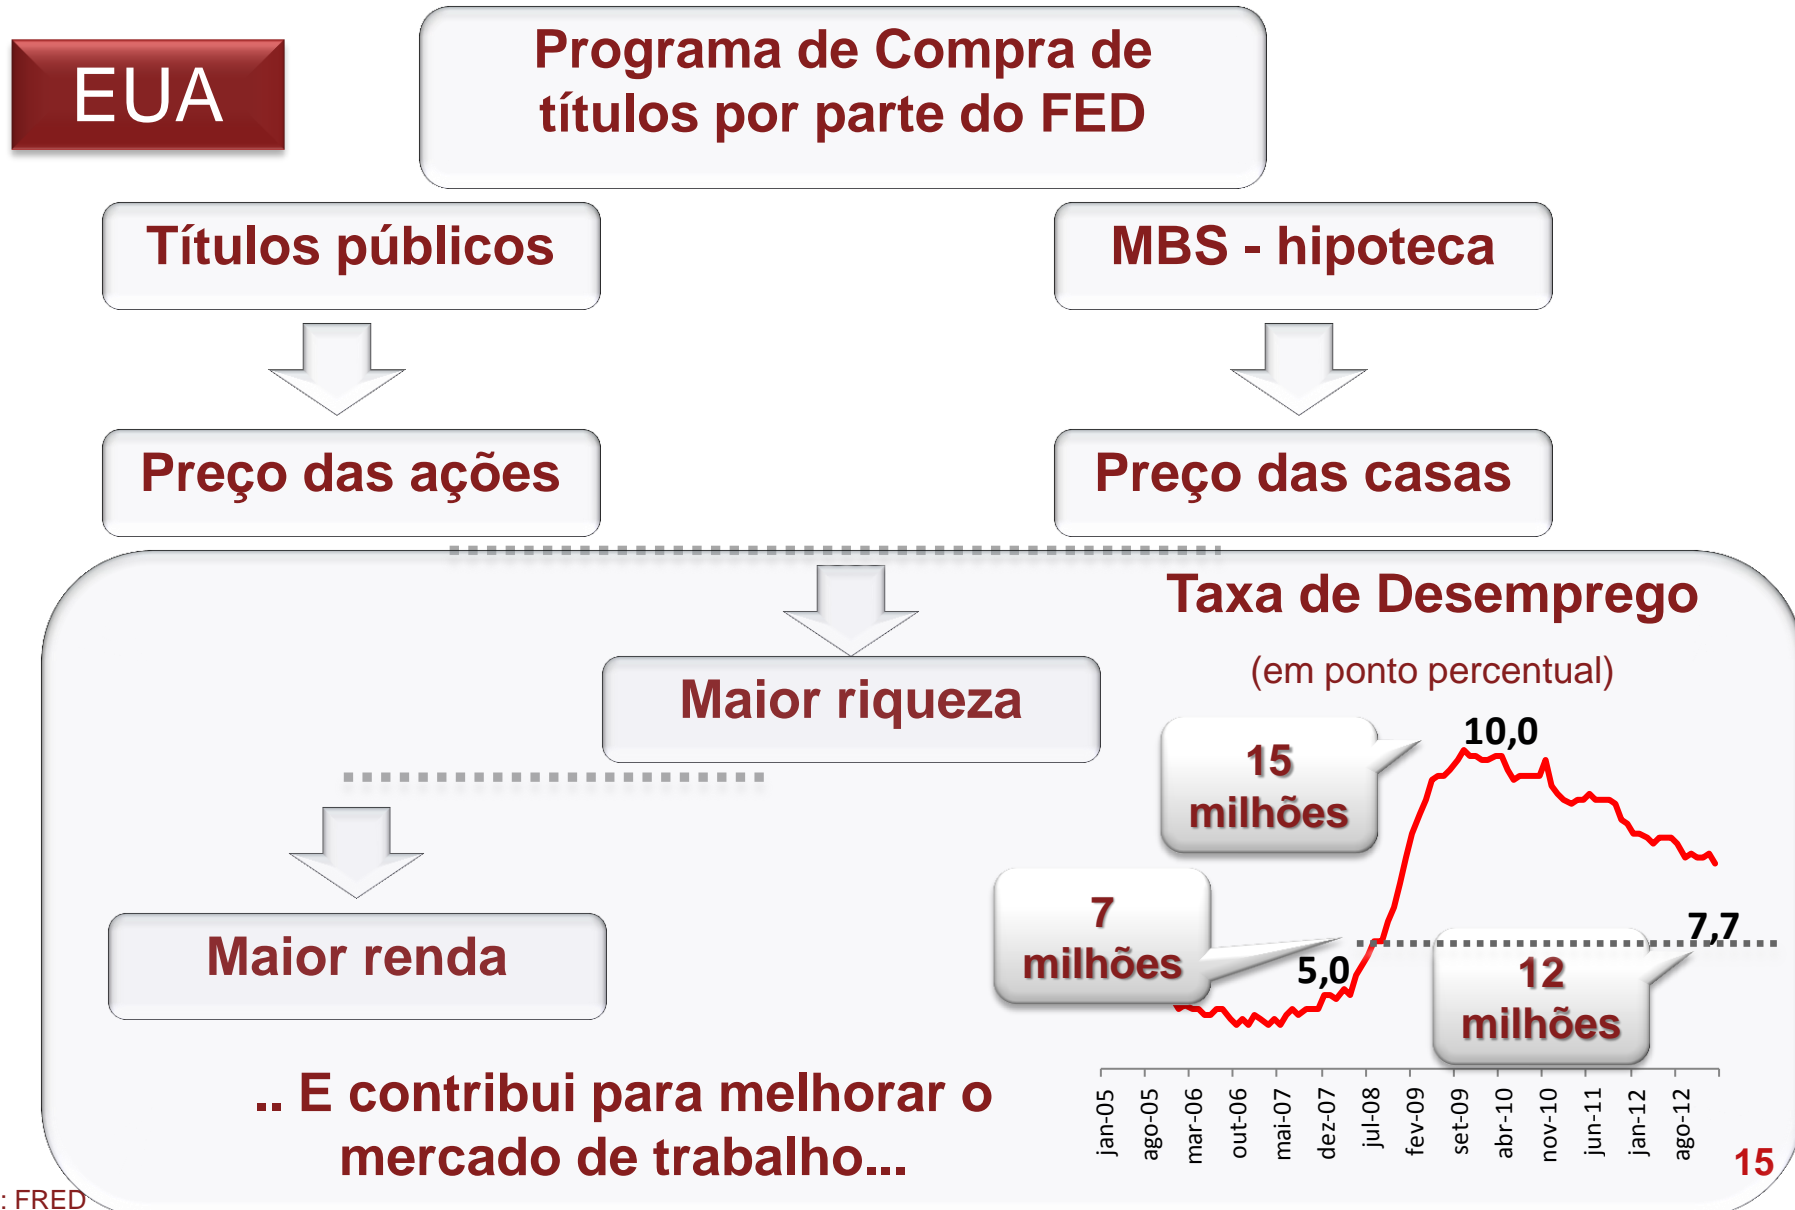 EUA
Programa de Compra de
títulos por parte do FED
Títulos públicos
MBS - hipoteca
Preço das ações
Preço das casas
Maior riqueza
Maior renda
.. E contribui para melhorar o
mercado de trabalho...
Taxa de Desemprego
(em ponto percentual)
15
milhões
10,0
7
milhões
5,0
12
milhões
7,7
jan-05
ago-05
mar-06
out-06
mai-07
dez-07
jul-08
fev-09
set-09
abr-10
nov-10
jun-11
jan-12
ago-12
15
: FRED